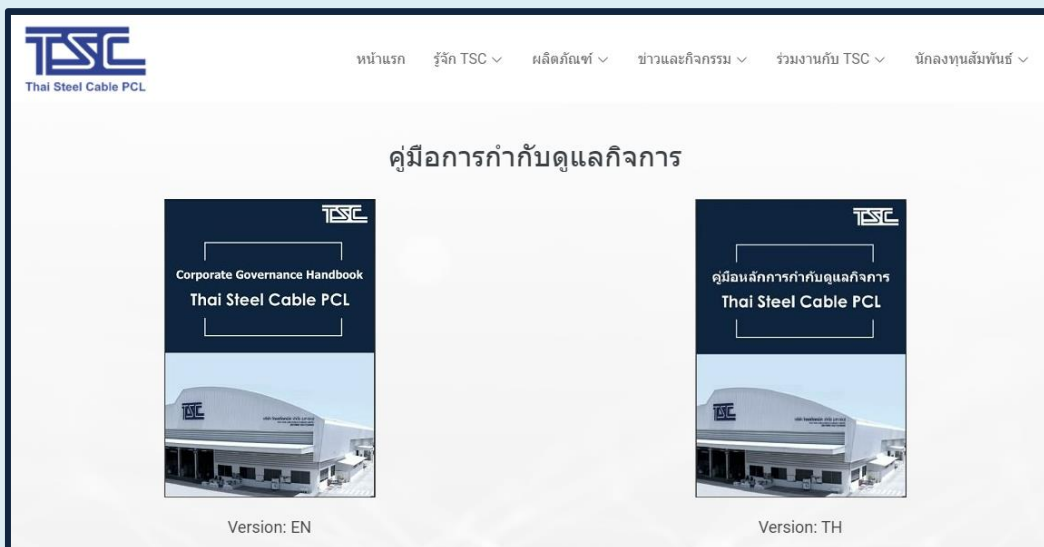 TSC
Thai Steel Cable PCL
หน้าแรก รู้จัก TSC ผลิตภัณฑ์ ข่าวและกิจกรรม ร่วมงานกับ TSC นักลงทุนสัมพันธ์
คู่มือการกำกับดูแลกิจการ
TSC
Corporate Governance Handbook
Thai Steel Cable PCL
TSC
Version: EN
TSC
คู่มือหลักการกำกับดูแลกิจการ
Thai Steel Cable PCL
TSC
Version: TH